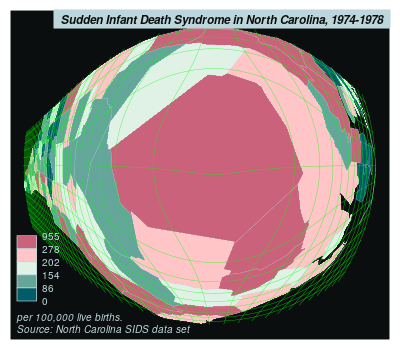 Sudden Infant Death Syndrome in North Carolina, 1974-1978
955
278
202
154
86
0
per 100,000 live births.
Source: North Carolina SIDS data set